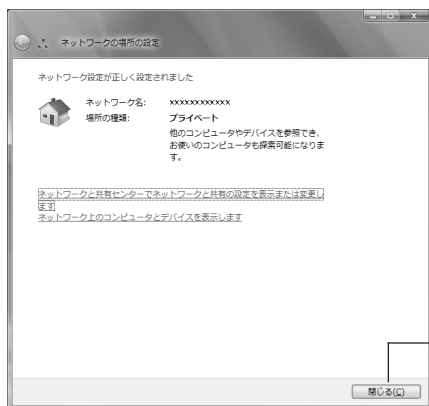 ネットワークの場所の設定
ネットワーク設定が正しく設定されました
ネットワーク名: xxxxxxxxxxxx
場所の種類: プライベート
他のコンピュータやデバイスを参照でき、
お使いのコンピュータも探索可能になりま
す。
ネットワークと共有センターでネットワークと共有の設定を表示または変更し
ます
ネットワーク上のコンピュータとデバイスを表示します
閉じる(C)